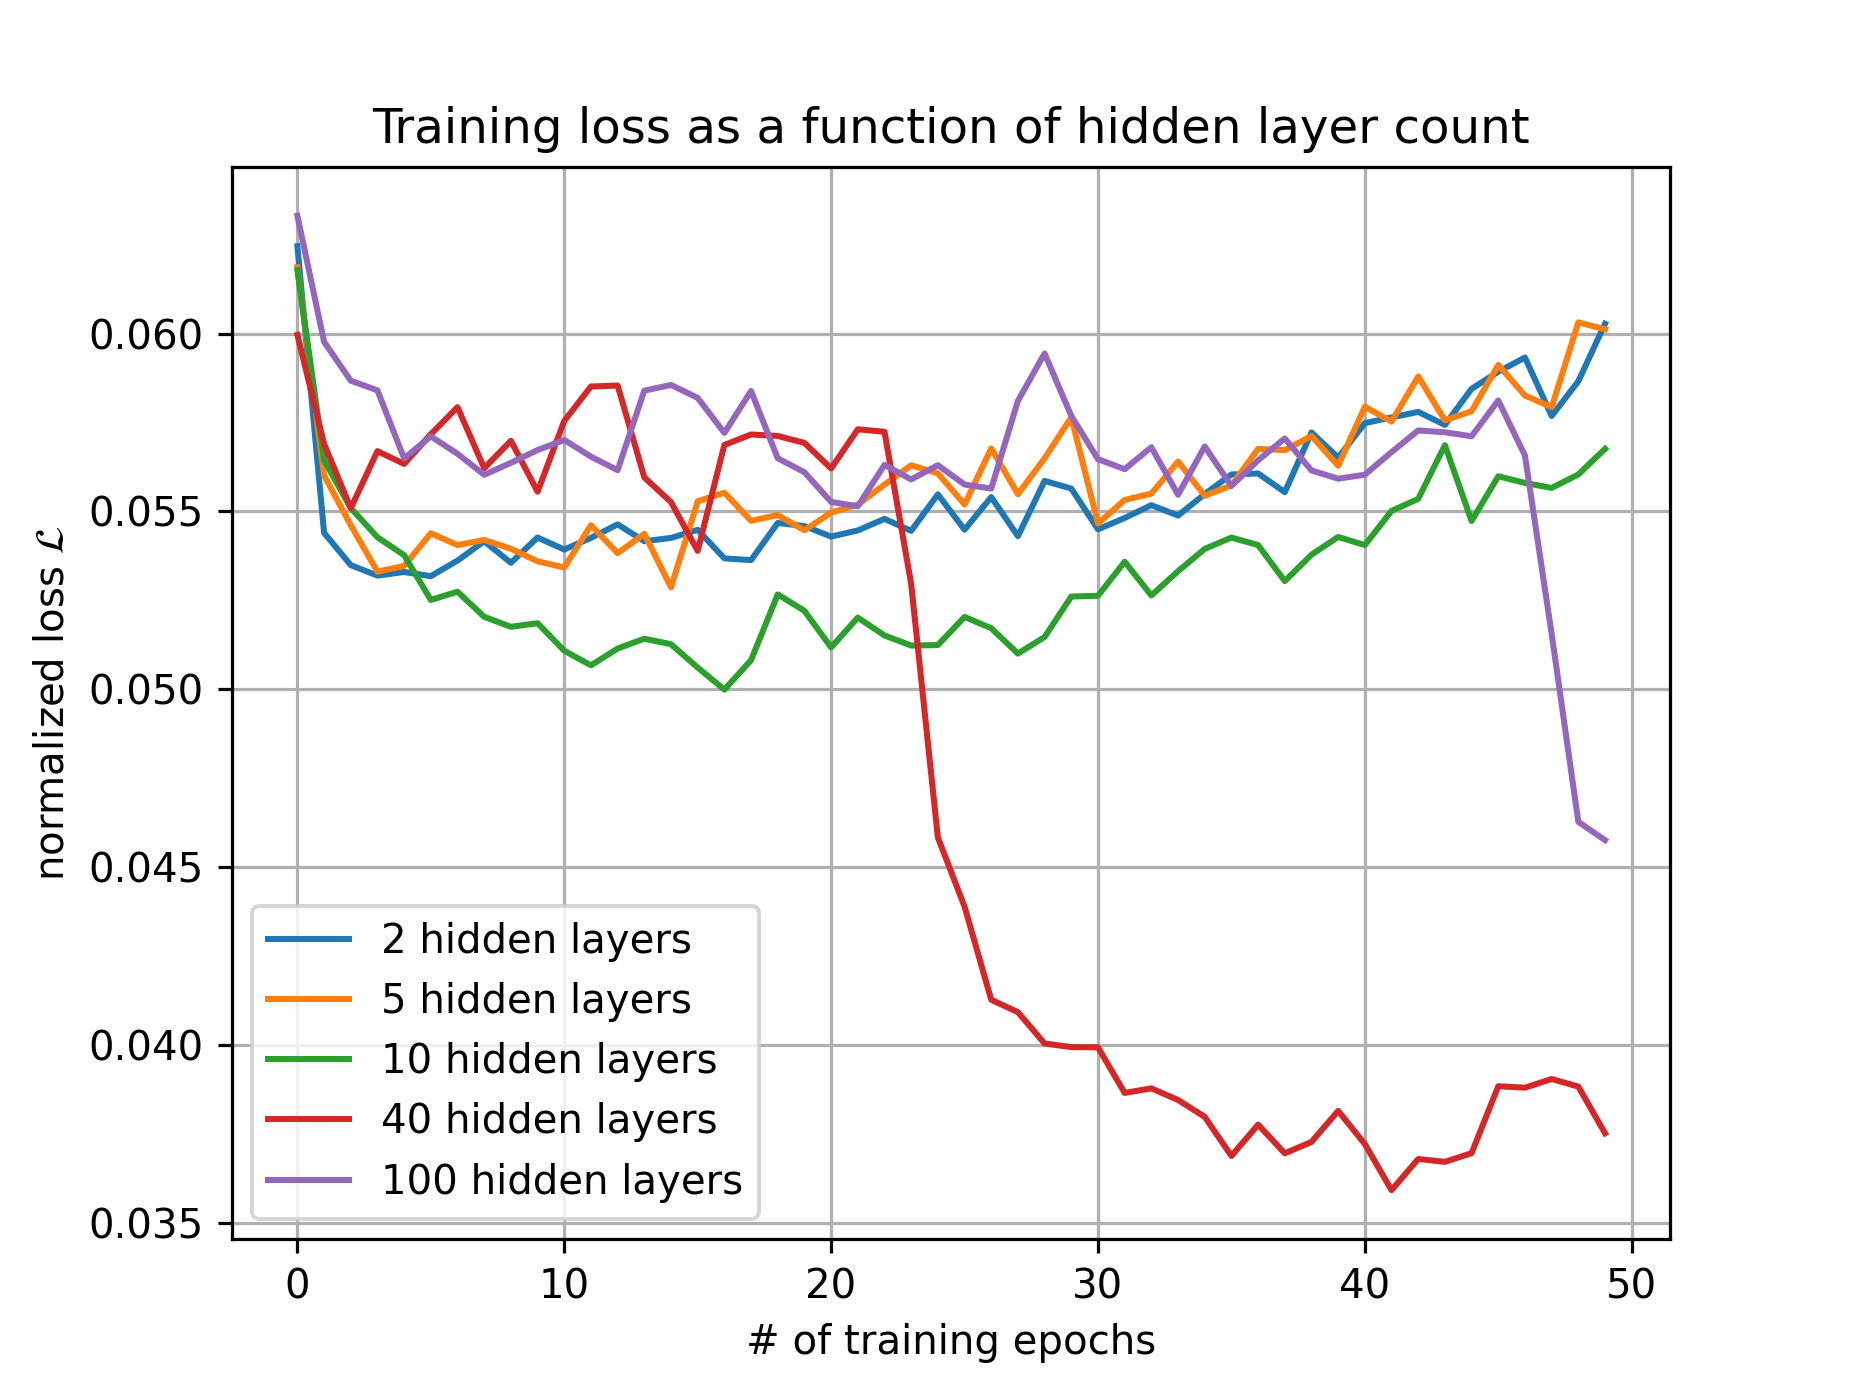 Training loss as a function of hidden layer count
normalized loss ℒ
0.060
0.055
0.050
0.045
0.040
0.035
2 hidden layers
5 hidden layers
10 hidden layers
40 hidden layers
100 hidden layers
0 10 20 30 40 50
# of training epochs